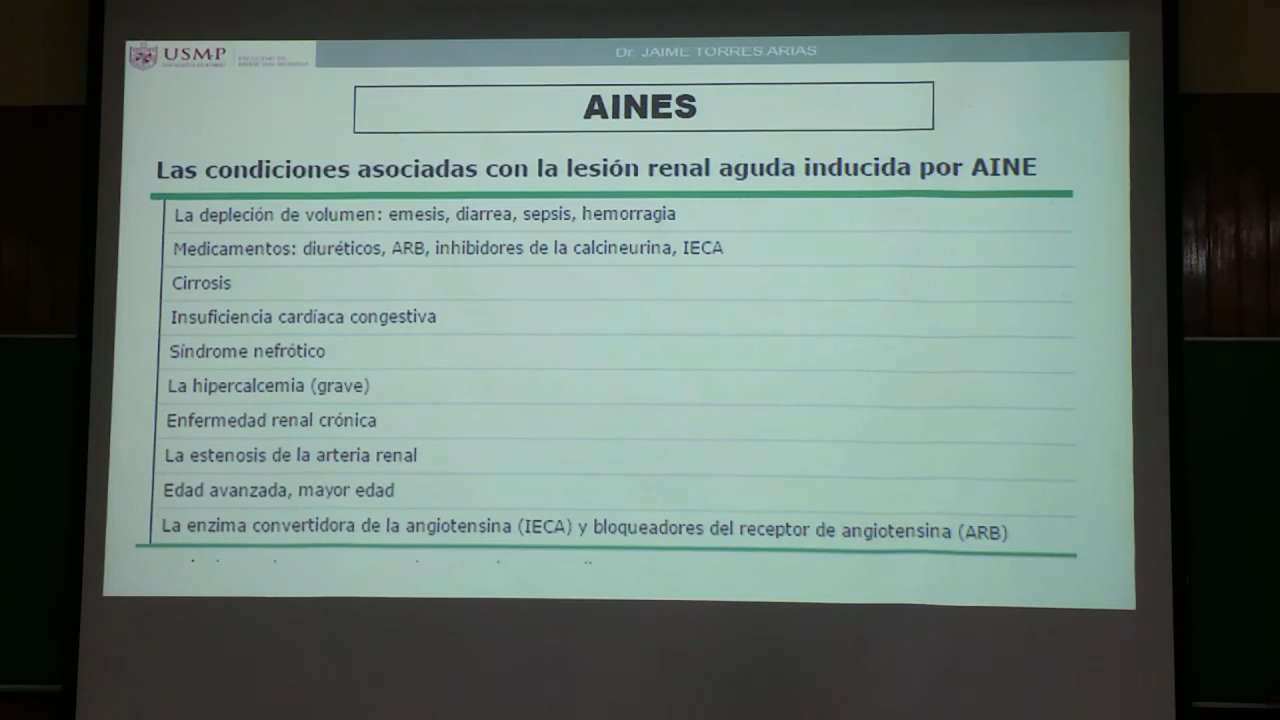 USMP
Dr. JAIME TORRES ARIAS
AINES
Las condiciones asociadas con la lesión renal aguda inducida por AINE
La depleción de volumen: emesis, diarrea, sepsis, hemorragia
Medicamentos: diuréticos, ARB, inhibidores de la calcineurina, IECA
Cirrosis
Insuficiencia cardíaca congestiva
Síndrome nefrótico
La hipercalcemia (grave)
Enfermedad renal crónica
La estenosis de la arteria renal
Edad avanzada, mayor edad
La enzima convertidora de la angiotensina (IECA) y bloqueadores del receptor de angiotensina (ARB)